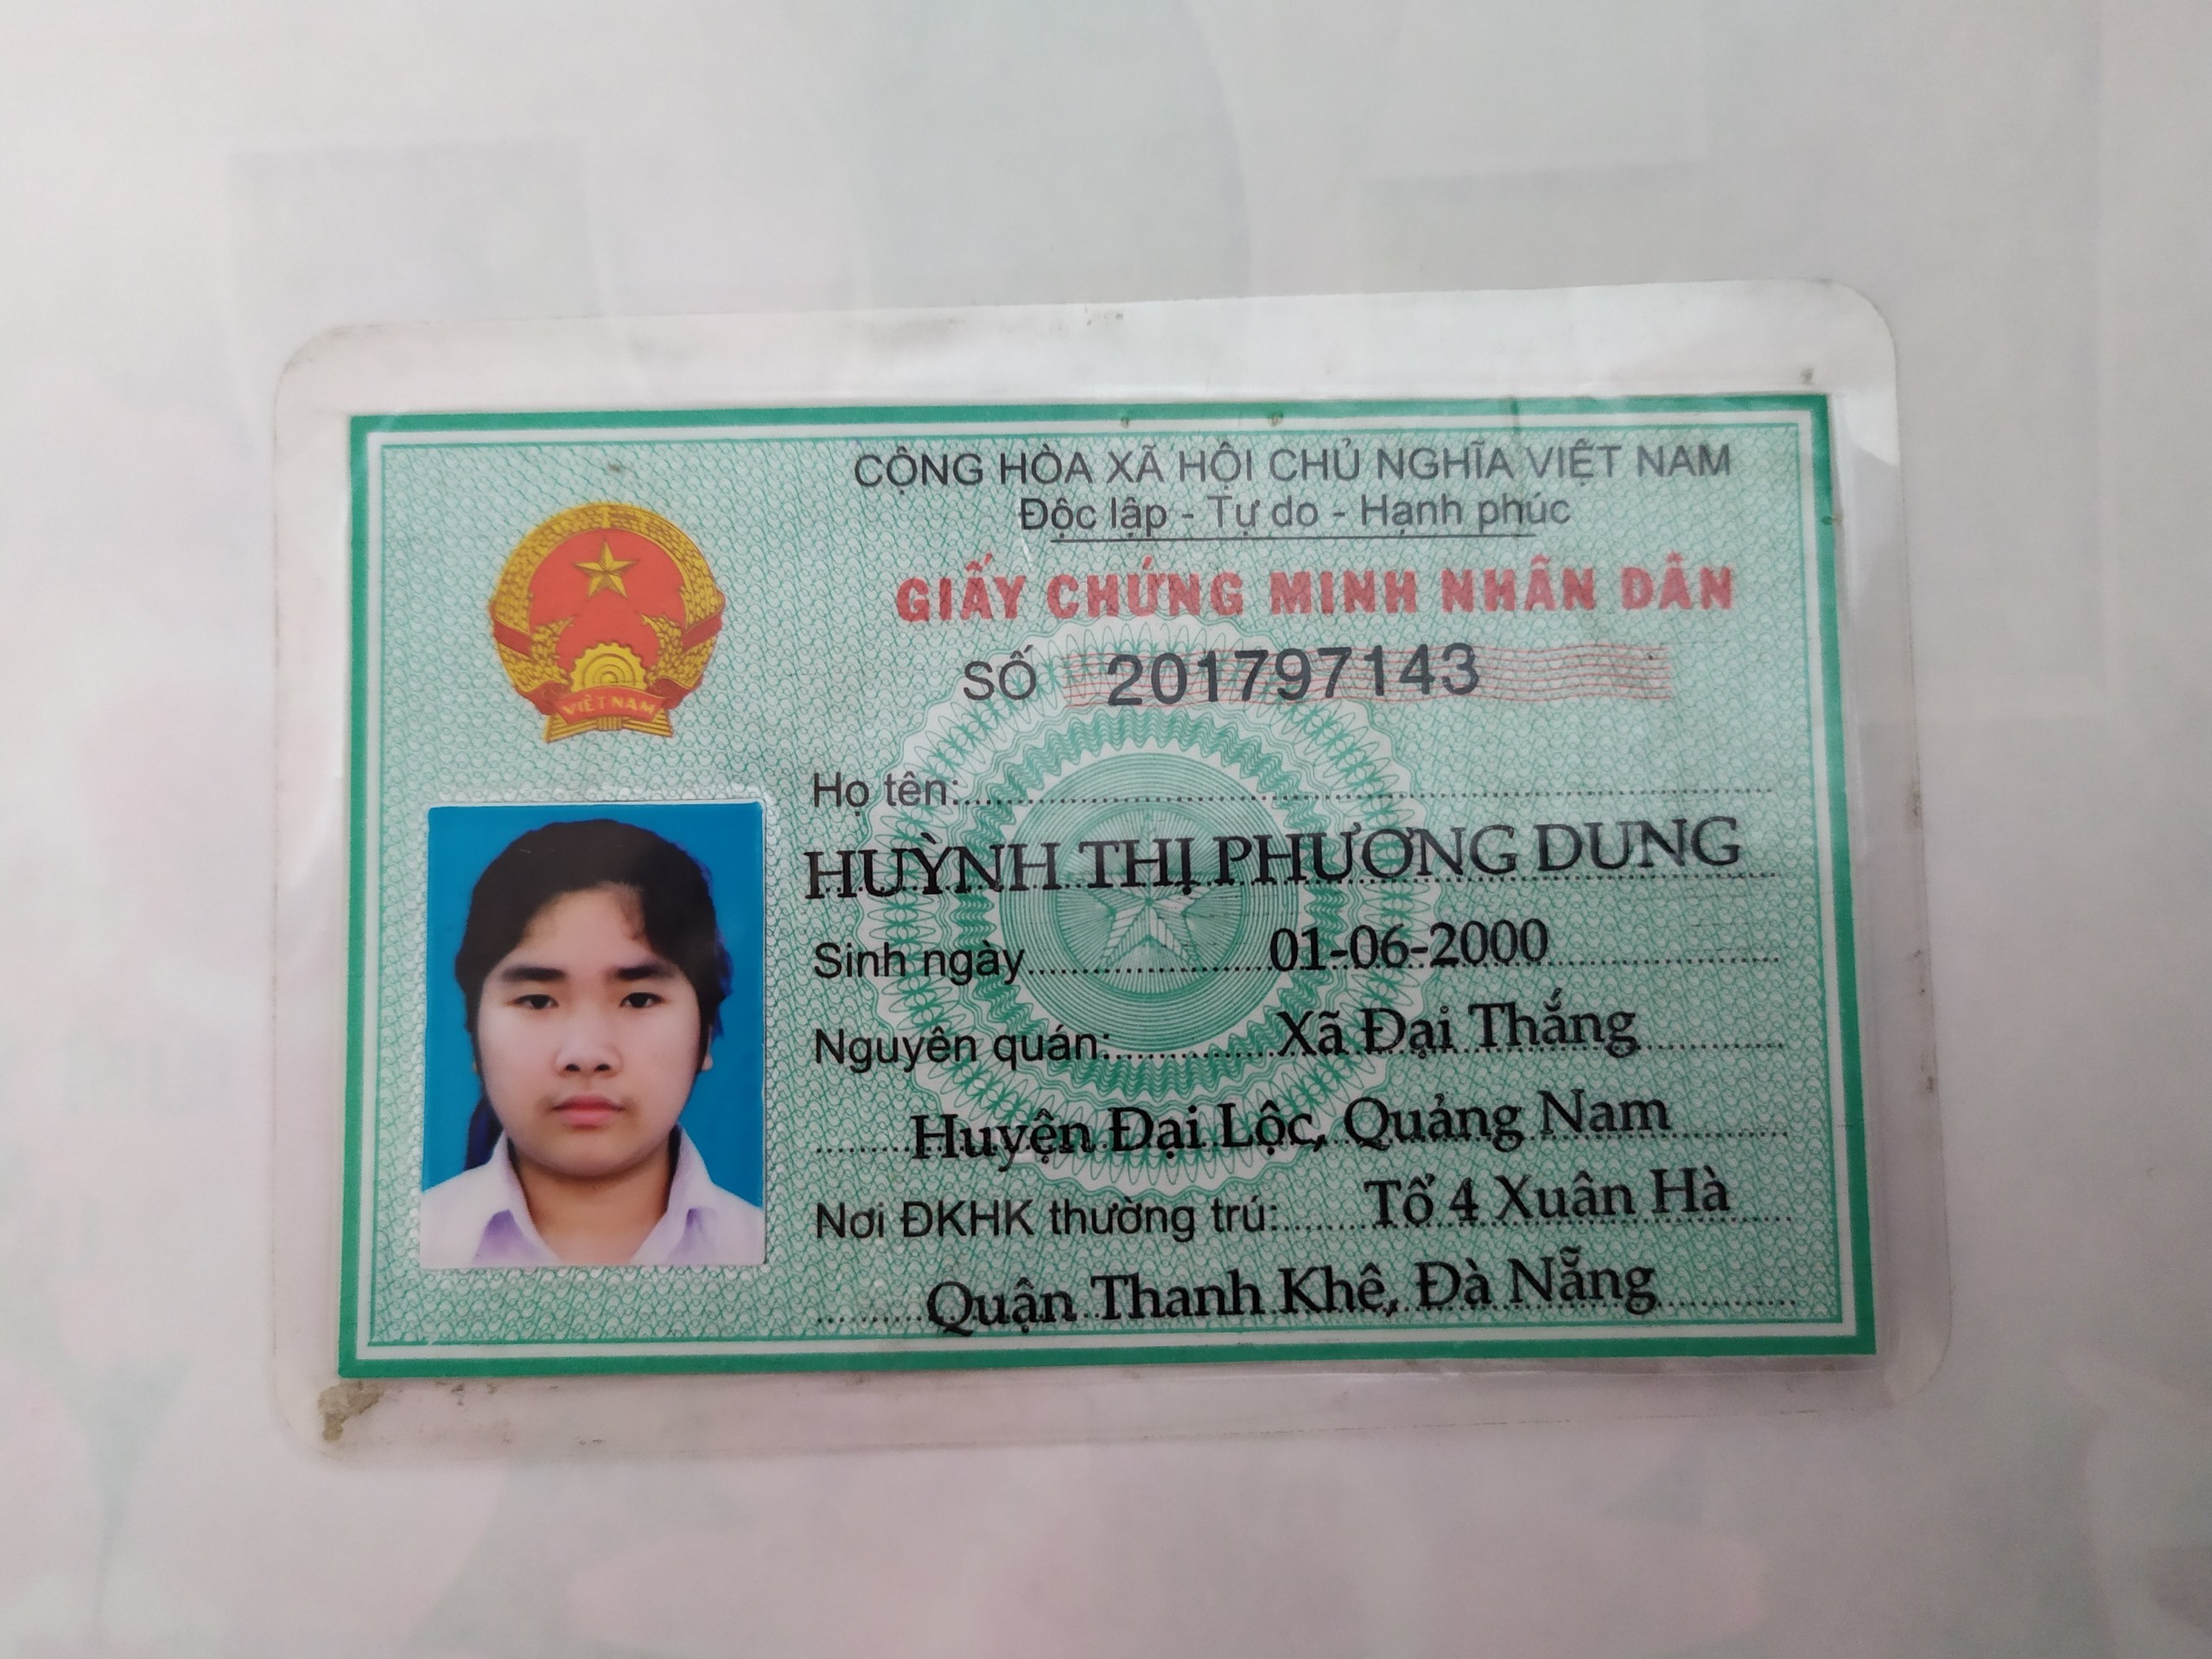 CỘNG HÒA XÃ HỘI CHỦ NGHĨA VIỆT NAM
Độc lập - Tự do - Hạnh phúc
GIẤY CHỨNG MINH NHÂN DÂN
SỐ 201797143
VIỆT NAM
Họ tên:
HUỲNH THỊ PHƯƠNG DUNG
Sinh ngày 01-06-2000
Nguyên quán: Xã Đại Thắng
Huyện Đại Lộc, Quảng Nam
Nơi ĐKHK thường trú: Tổ 4 Xuân Hà
Quận Thanh Khê, Đà Nẵng